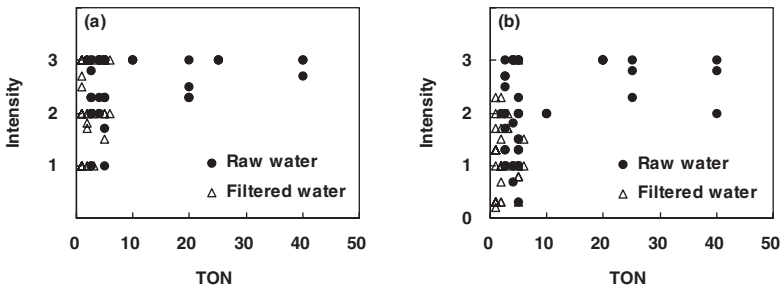 (a)
Intensity
3
2
1
0
Raw water
Filtered water
0 10 20 30 40 50
TON
(b)
Intensity
3
2
1
0
Raw water
Filtered water
0 10 20 30 40 50
TON